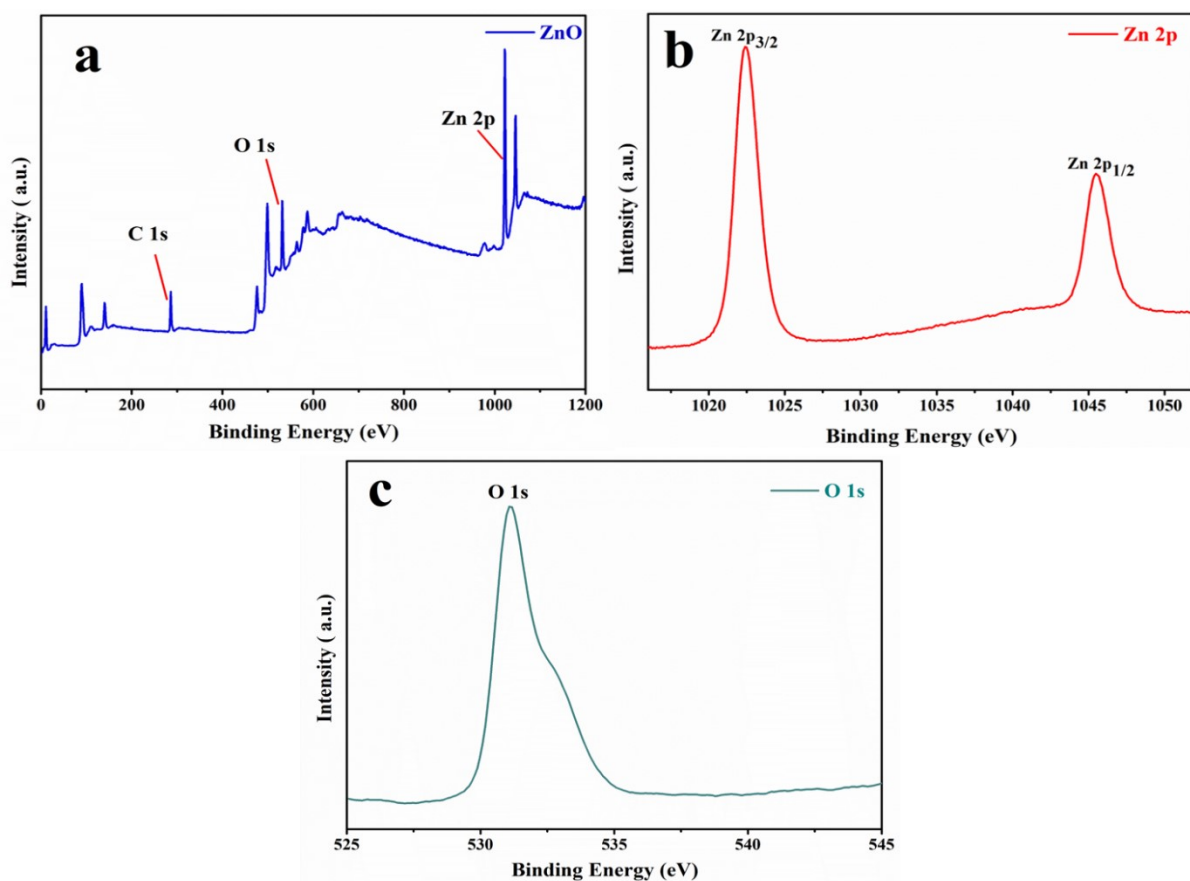 a
ZnO
Zn 2p
O 1s
C 1s
Intensity ( a.u.)
0 200 400 600 800 1000 1200
Binding Energy (eV)
b
Zn 2p3/2
Zn 2p
Zn 2p1/2
Intensity ( a.u.)
1020 1025 1030 1035 1040 1045 1050
Binding Energy (eV)
c
O 1s
O 1s
Intensity ( a.u.)
525 530 535 540 545
Binding Energy (eV)